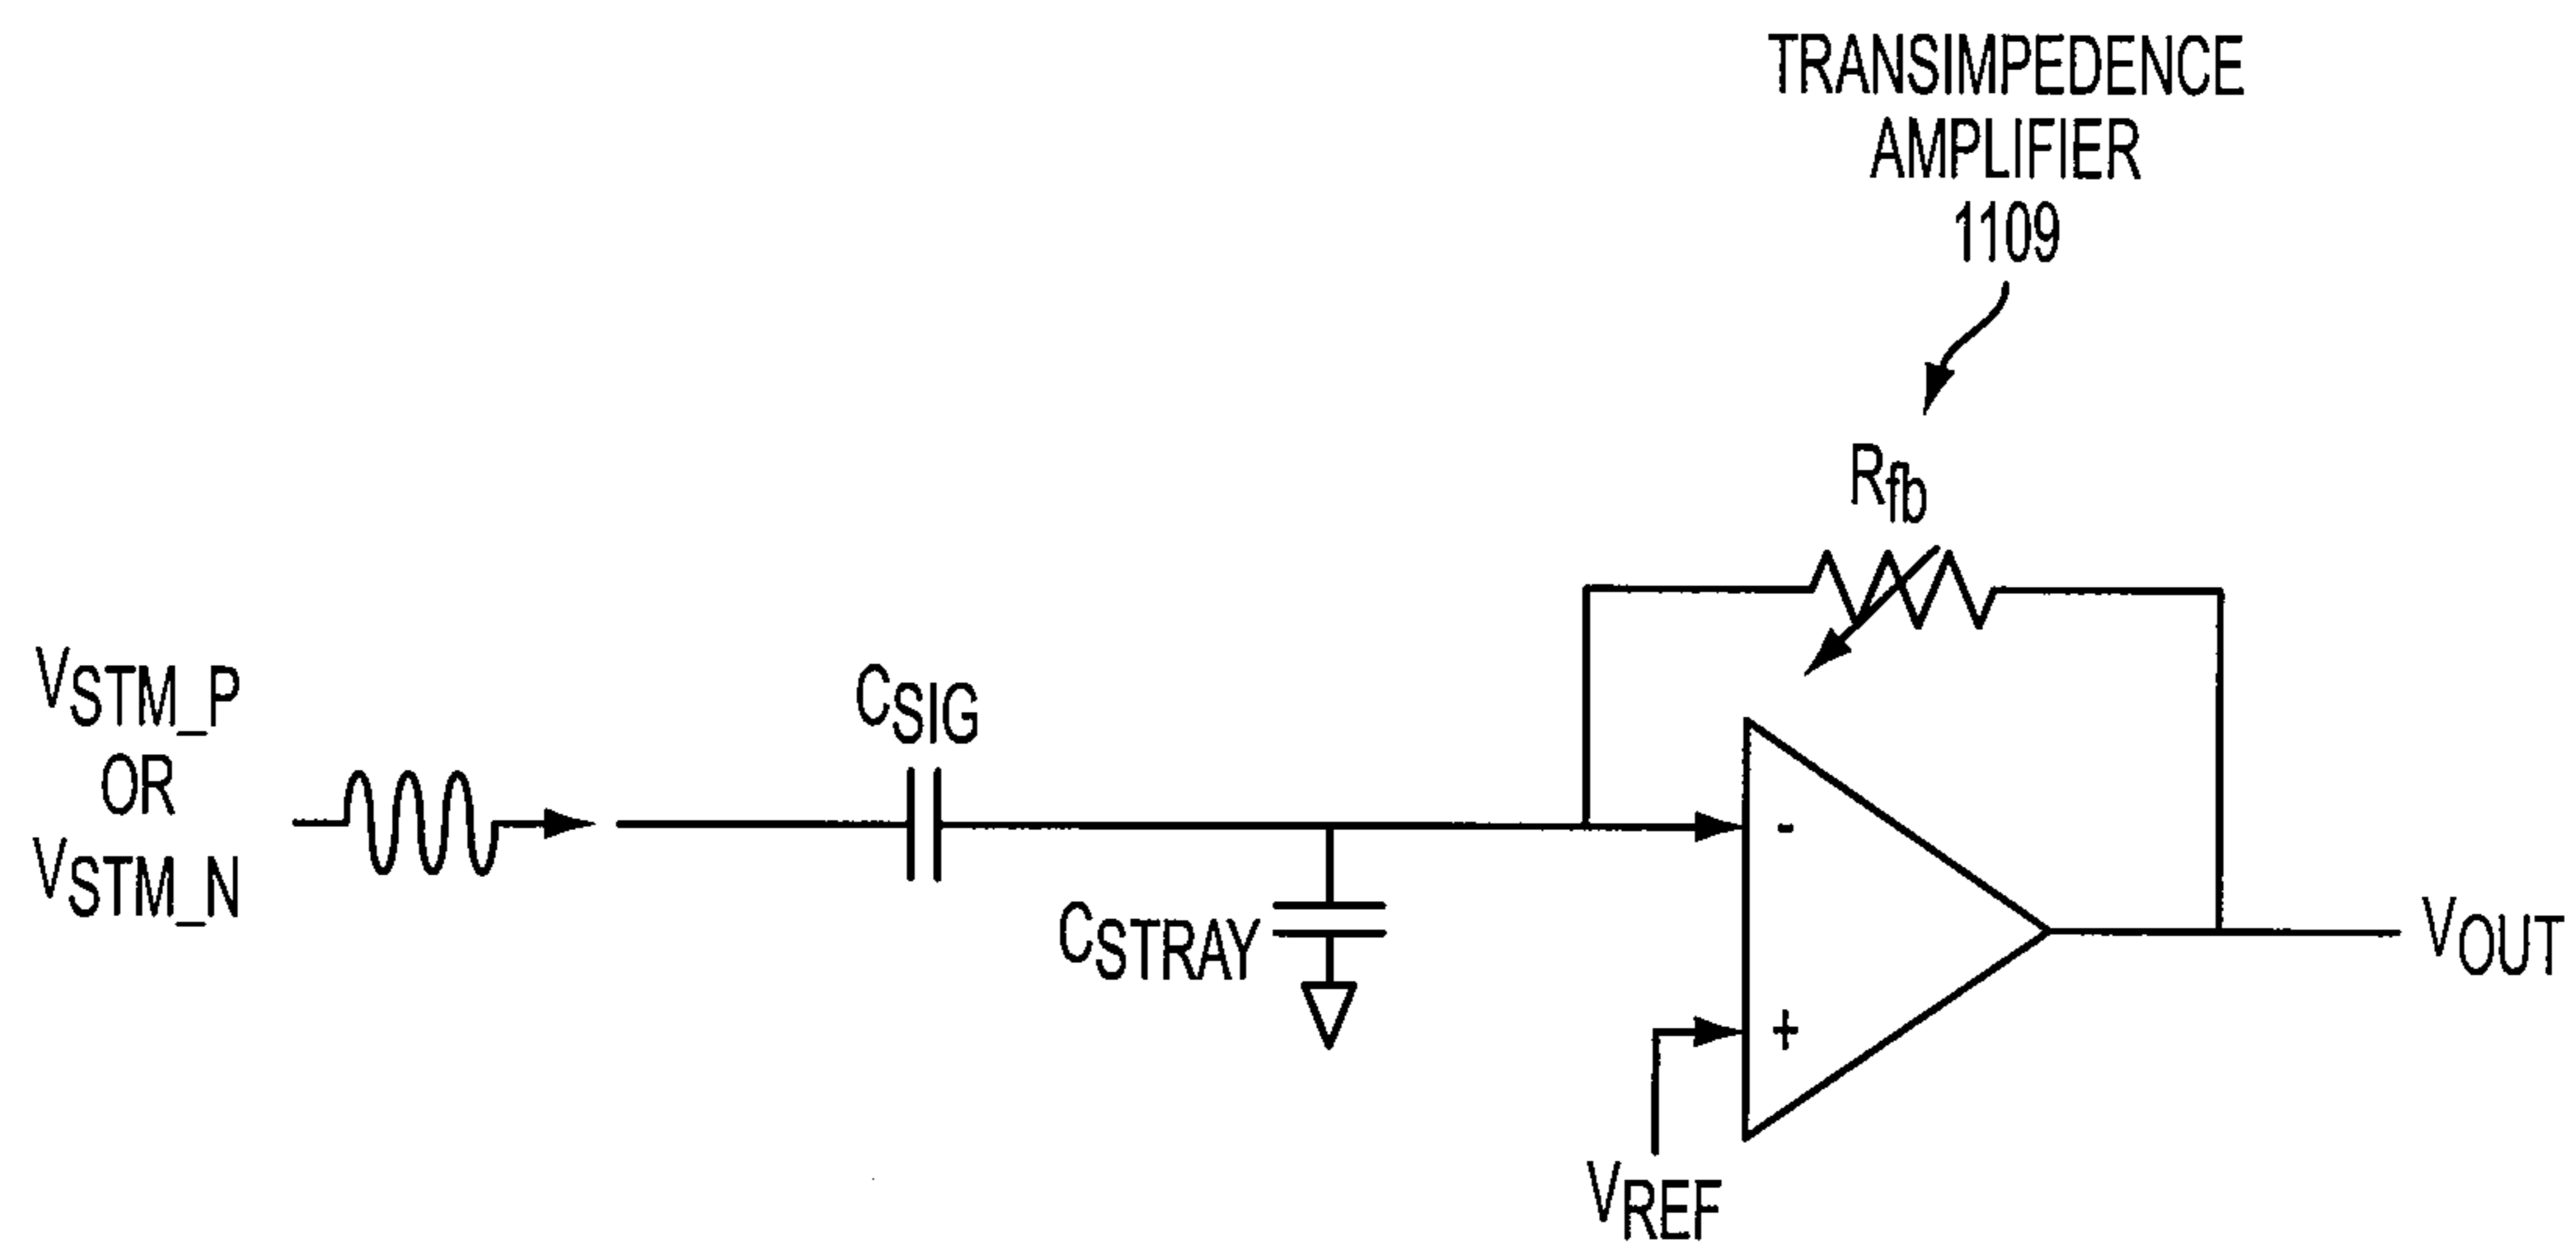 TRANSIMPEDENCE
AMPLIFIER
1109
Rfb
VSTM_P
OR
VSTM_N
CSIG
CSTRAY
-
+
VREF
VOUT